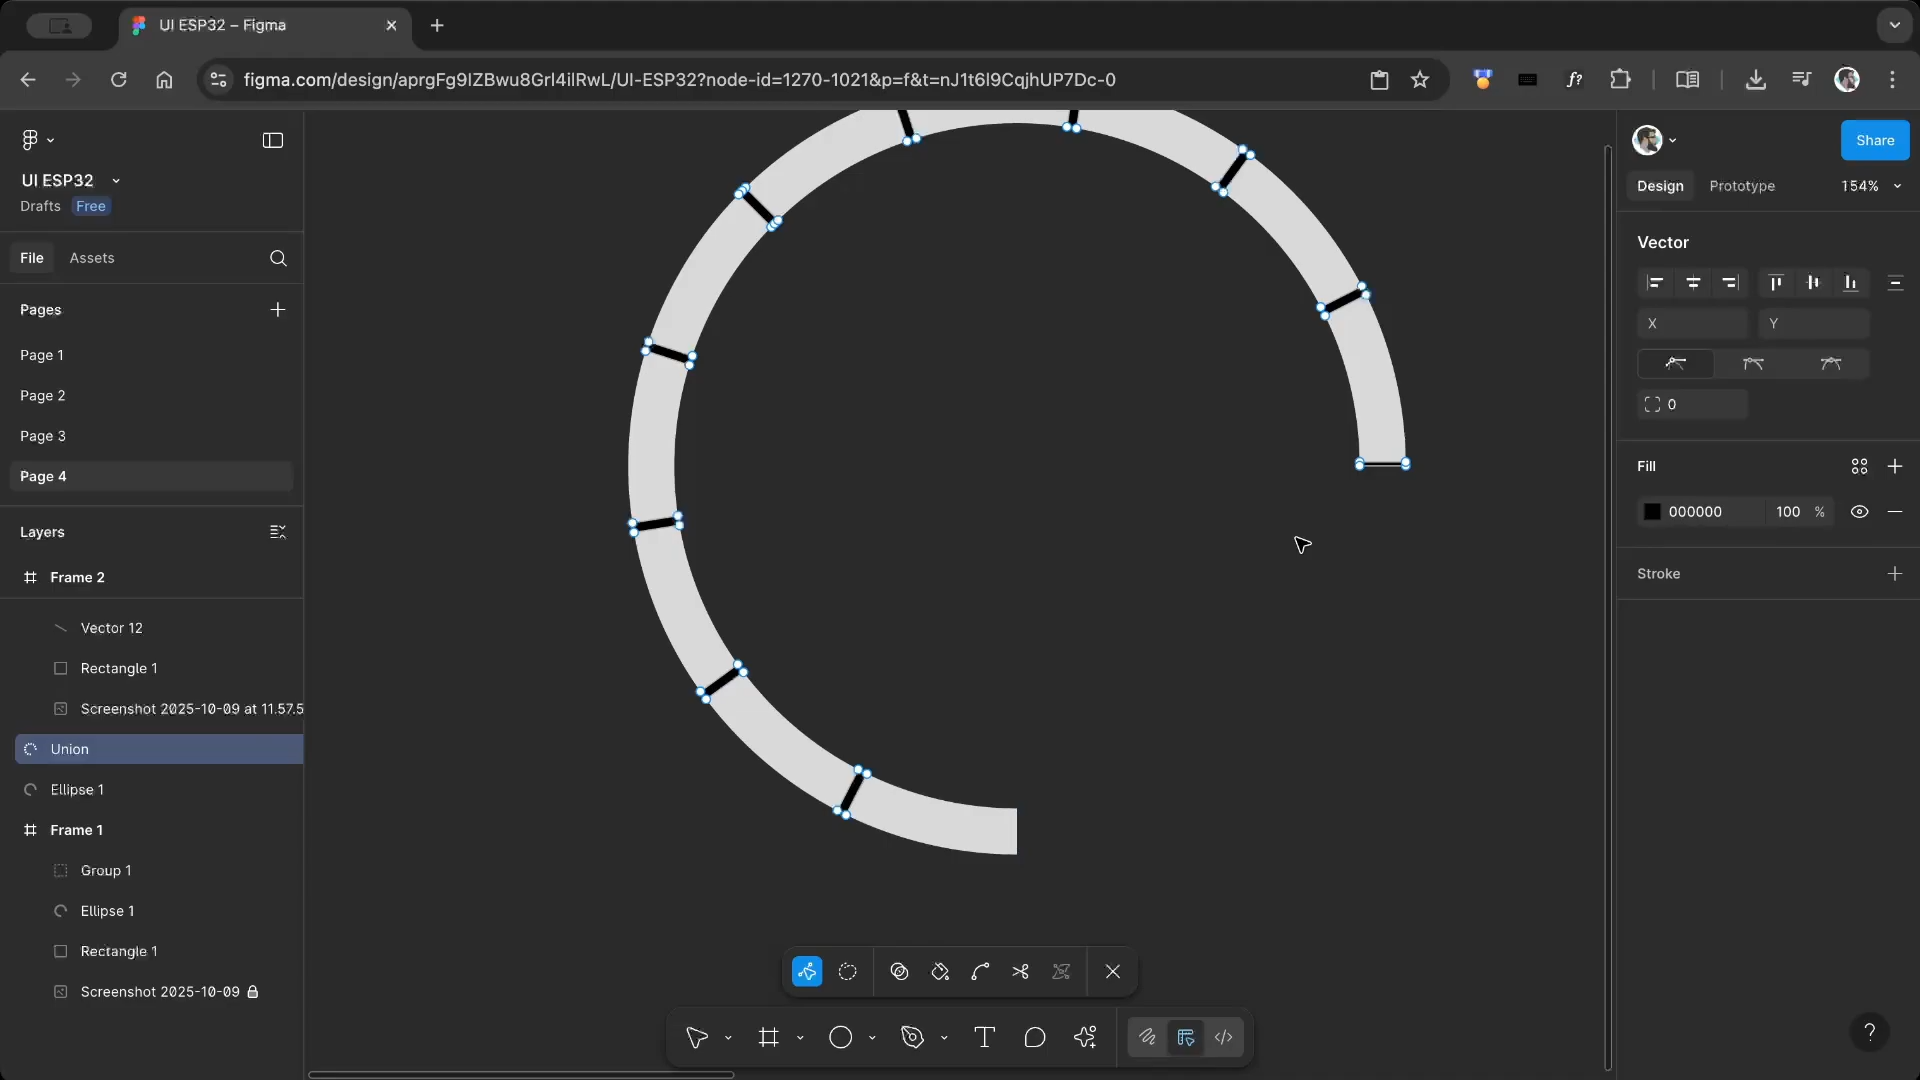 UI ESP32 – Figma
figma.com/design/aprgFg9IZBwu8GrI4ilRwL/UI-ESP32?node-id=1270-1021&p=f&t=nJ1t6I9CqjhUP7Dc-0
f?
UI ESP32
Drafts Free
File Assets
Pages
Page 1
Page 2
Page 3
Page 4
Layers
Frame 2
Vector 12
Rectangle 1
Screenshot 2025-10-09 at 11.57.5
Union
Ellipse 1
Frame 1
Group 1
Ellipse 1
Rectangle 1
Screenshot 2025-10-09
Share
Design Prototype 154%
Vector
X Y
0
Fill
000000 100 %
Stroke
T
?